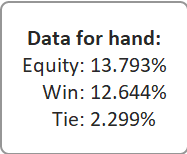 Data for hand:
Equity: 13.793%
Win: 12.644%
Tie: 2.299%